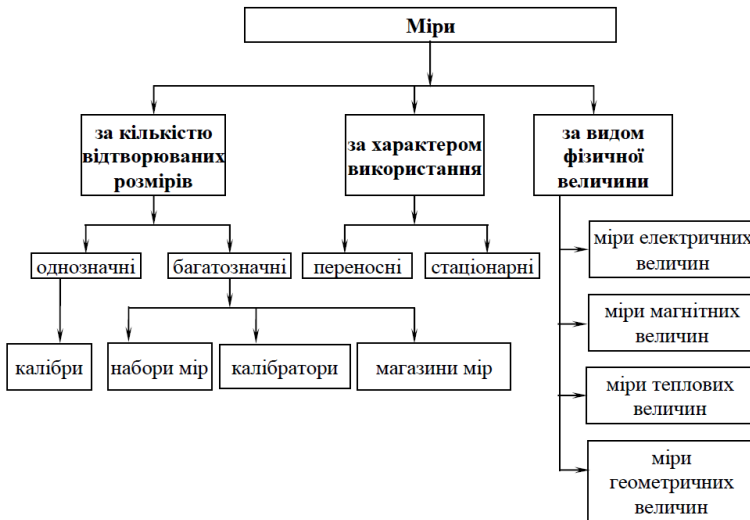 Міри
за кількістю
відтворюваних
розмірів
за характером
використання
за видом
фізичної
величини
однозначні
багатозначні
переносні
стаціонарні
калібри
набори мір
калібратори
магазини мір
міри електричних
величин
міри магнітних
величин
міри теплових
величин
міри
геометричних
величин